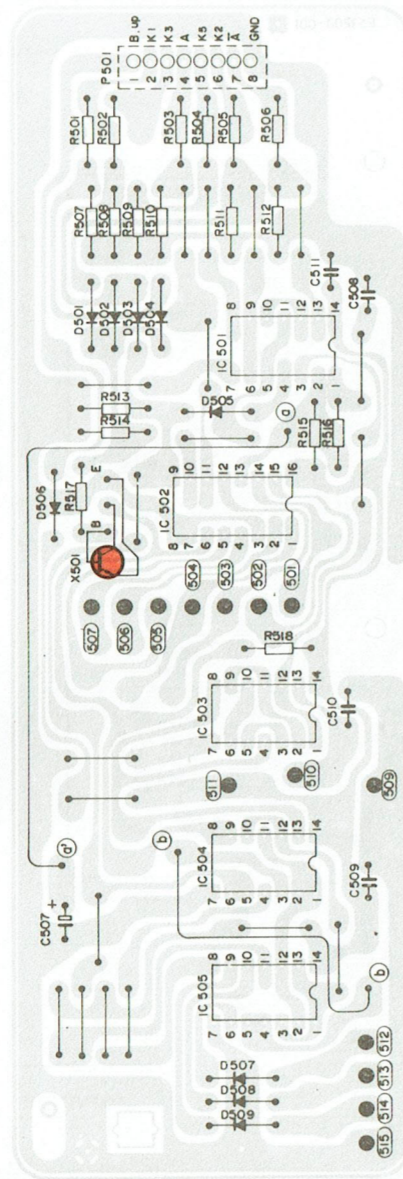 P501
B.up K1 K3 A K5 K2 A̅ GND
1 2 3 4 5 6 7 8
R501 R502 R503 R504 R505 R506
R507 R508 R509 R510 R511 R512
C511
C508
D501 D502 D503 D504
8 9 10 11 12 13 14
IC 501
7 6 5 4 3 2 1
R513
D505
R514
a
R515 R516
D506
R517
E
B
X501
9 10 11 12 13 14 15 16
IC 502
8 7 6 5 4 3 2 1
507 506 505 504 503 502 501
R518
8 9 10 11 12 13 14
IC 503
7 6 5 4 3 2 1
C510
511 510 509
a'
b
8 9 10 11 12 13 14
IC 504
7 6 5 4 3 2 1
C509
C507 +
8 9 10 11 12 13 14
IC 505
7 6 5 4 3 2 1
b
D507
D508
D509
512
513
514
515